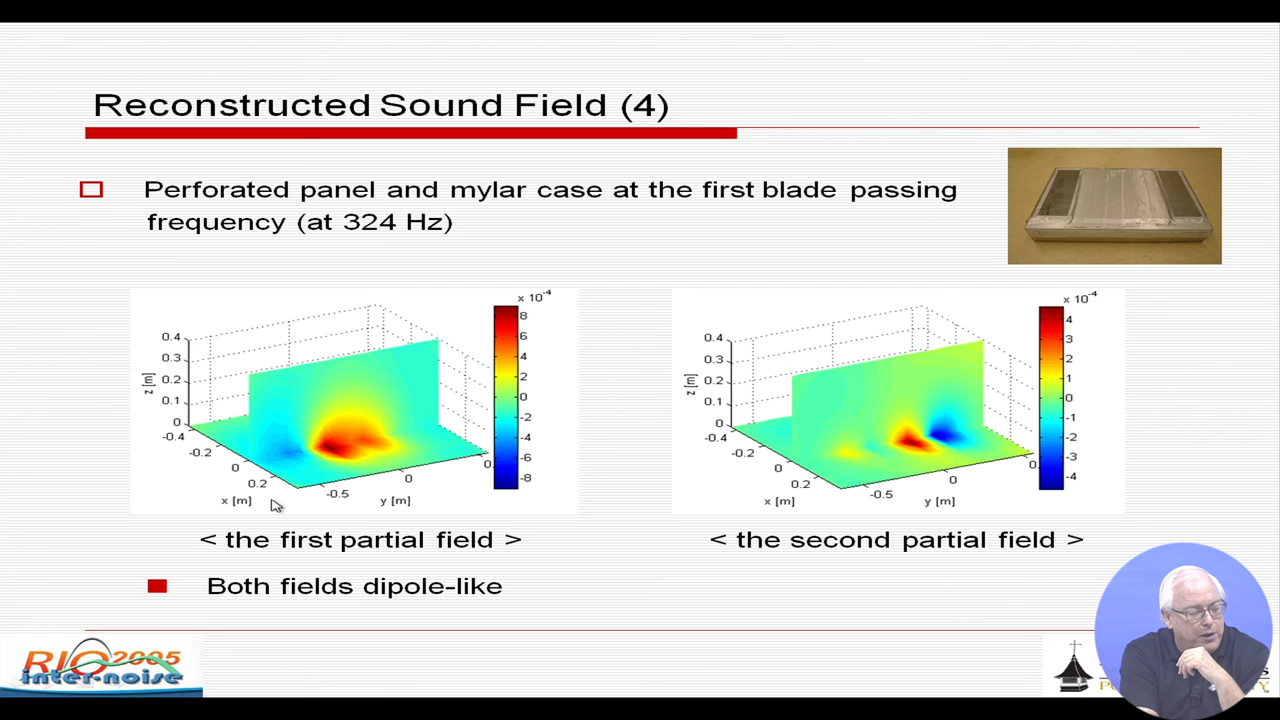 Reconstructed Sound Field (4)
Perforated panel and mylar case at the first blade passing
frequency (at 324 Hz)
x 10⁻⁴
8
6
4
2
0
-2
-4
-6
-8
0.4
0.3
0.2
0.1
0
z [m]
-0.4
-0.2
0
0.2
x [m]
-0.5
0
y [m]
x 10⁻⁴
4
3
2
1
0
-1
-2
-3
-4
0.4
0.3
0.2
0.1
0
z [m]
-0.4
-0.2
0
0.2
x [m]
-0.5
0
y [m]
< the first partial field >
< the second partial field >
Both fields dipole-like
RIO 2005
inter-noise